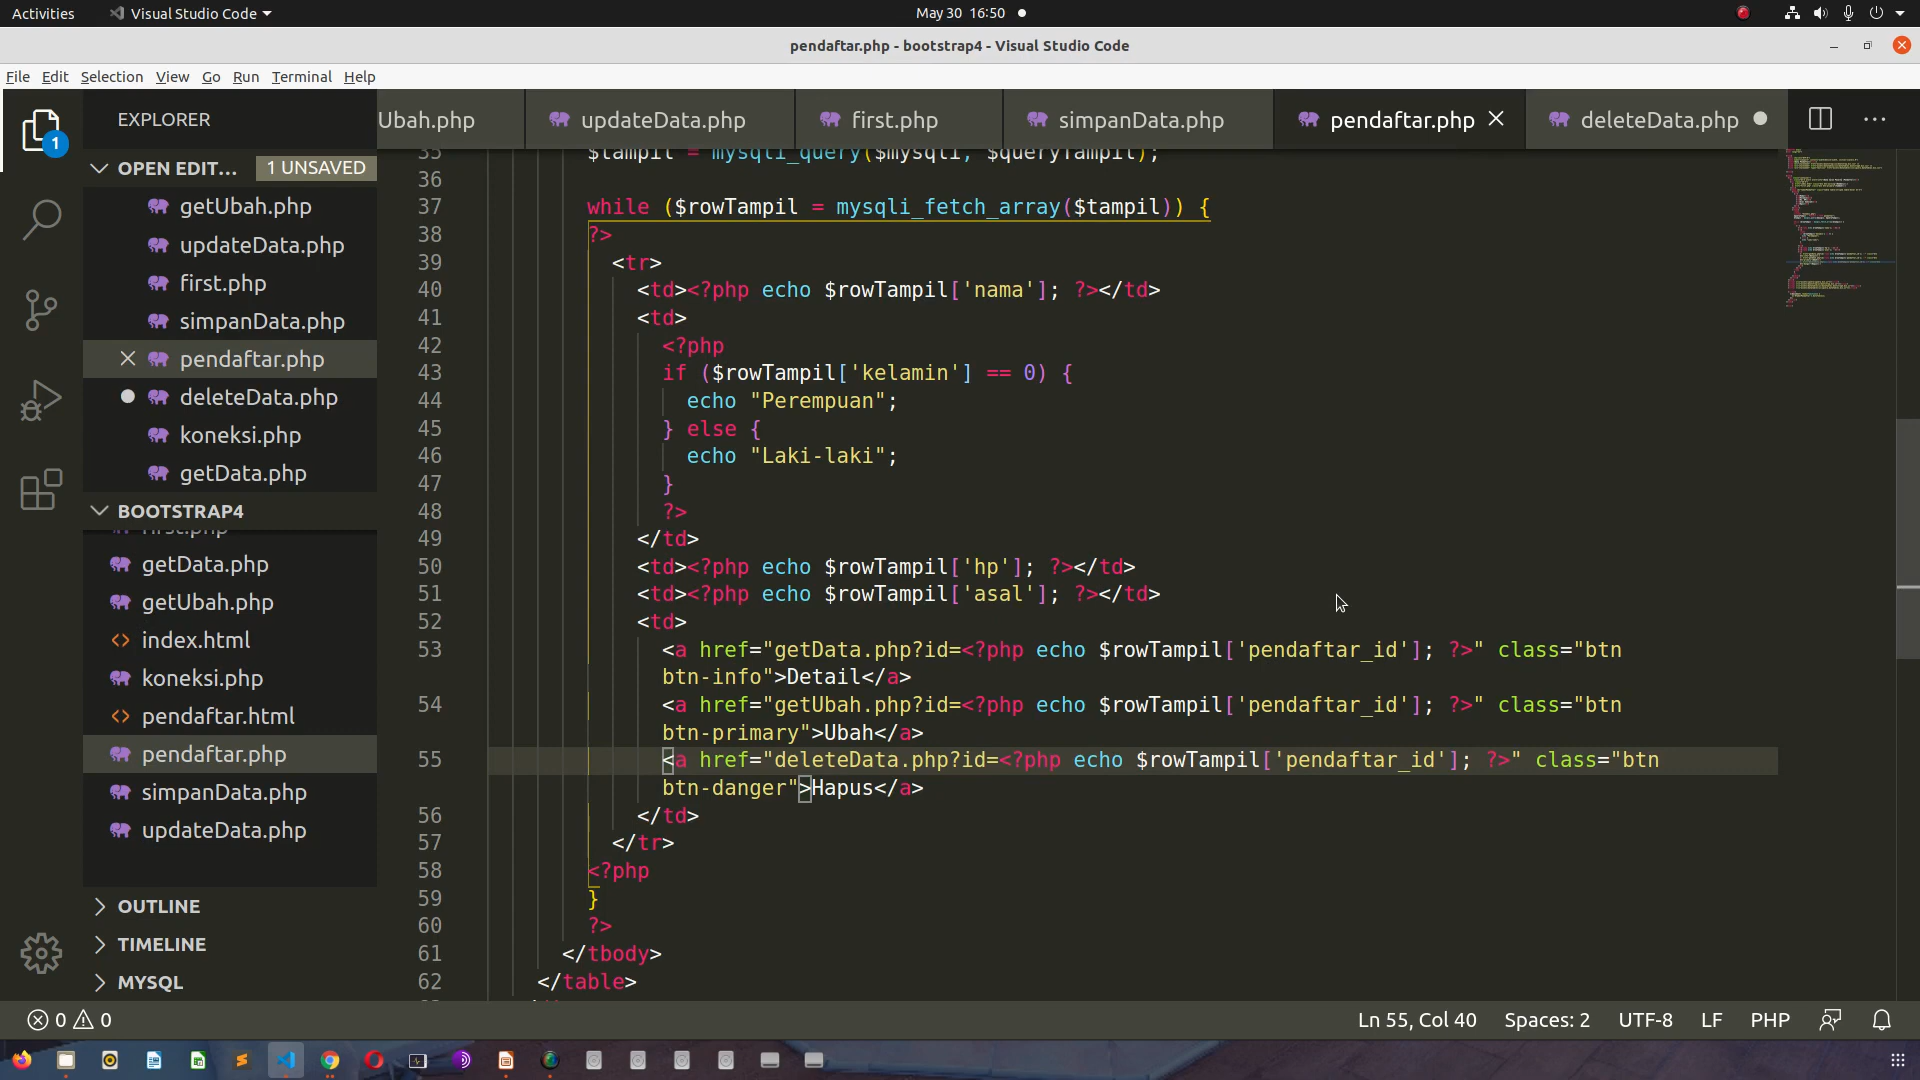 Activities
Visual Studio Code
May 30 16:50
pendaftar.php - bootstrap4 - Visual Studio Code
File Edit Selection View Go Run Terminal Help
1
EXPLORER
OPEN EDIT...
1 UNSAVED
getUbah.php
updateData.php
first.php
simpanData.php
pendaftar.php
deleteData.php
koneksi.php
getData.php
BOOTSTRAP4
first.php
getData.php
getUbah.php
index.html
koneksi.php
pendaftar.html
pendaftar.php
simpanData.php
updateData.php
OUTLINE
TIMELINE
MYSQL
Ubah.php
updateData.php
first.php
simpanData.php
pendaftar.php
deleteData.php
35 $tampil = mysqli_query($mysqli, $queryTampil);
36
37 while ($rowTampil = mysqli_fetch_array($tampil)) {
38 ?>
39 <tr>
40 <td><?php echo $rowTampil['nama']; ?></td>
41 <td>
42 <?php
43 if ($rowTampil['kelamin'] == 0) {
44 echo "Perempuan";
45 } else {
46 echo "Laki-laki";
47 }
48 ?>
49 </td>
50 <td><?php echo $rowTampil['hp']; ?></td>
51 <td><?php echo $rowTampil['asal']; ?></td>
52 <td>
53 <a href="getData.php?id=<?php echo $rowTampil['pendaftar_id']; ?>" class="btn
btn-info">Detail</a>
54 <a href="getUbah.php?id=<?php echo $rowTampil['pendaftar_id']; ?>" class="btn
btn-primary">Ubah</a>
55 <a href="deleteData.php?id=<?php echo $rowTampil['pendaftar_id']; ?>" class="btn
btn-danger">Hapus</a>
56 </td>
57 </tr>
58 <?php
59 }
60 ?>
61 </tbody>
62 </table>
0 0
Ln 55, Col 40
Spaces: 2
UTF-8
LF
PHP